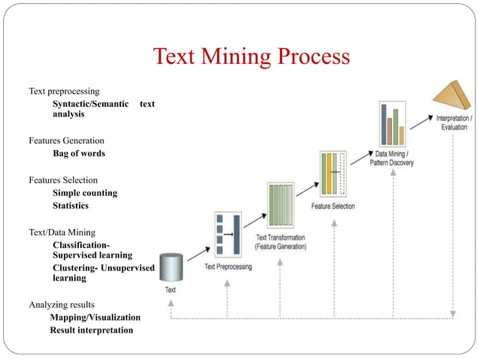 Text Mining Process
Text preprocessing
Syntactic/Semantic text
analysis
Features Generation
Bag of words
Features Selection
Simple counting
Statistics
Text/Data Mining
Classification-
Supervised learning
Clustering- Unsupervised
learning
Analyzing results
Mapping/Visualization
Result interpretation
Text
Text Preprocessing
Text Transformation
(Feature Generation)
Feature Selection
Data Mining /
Pattern Discovery
Interpretation /
Evaluation